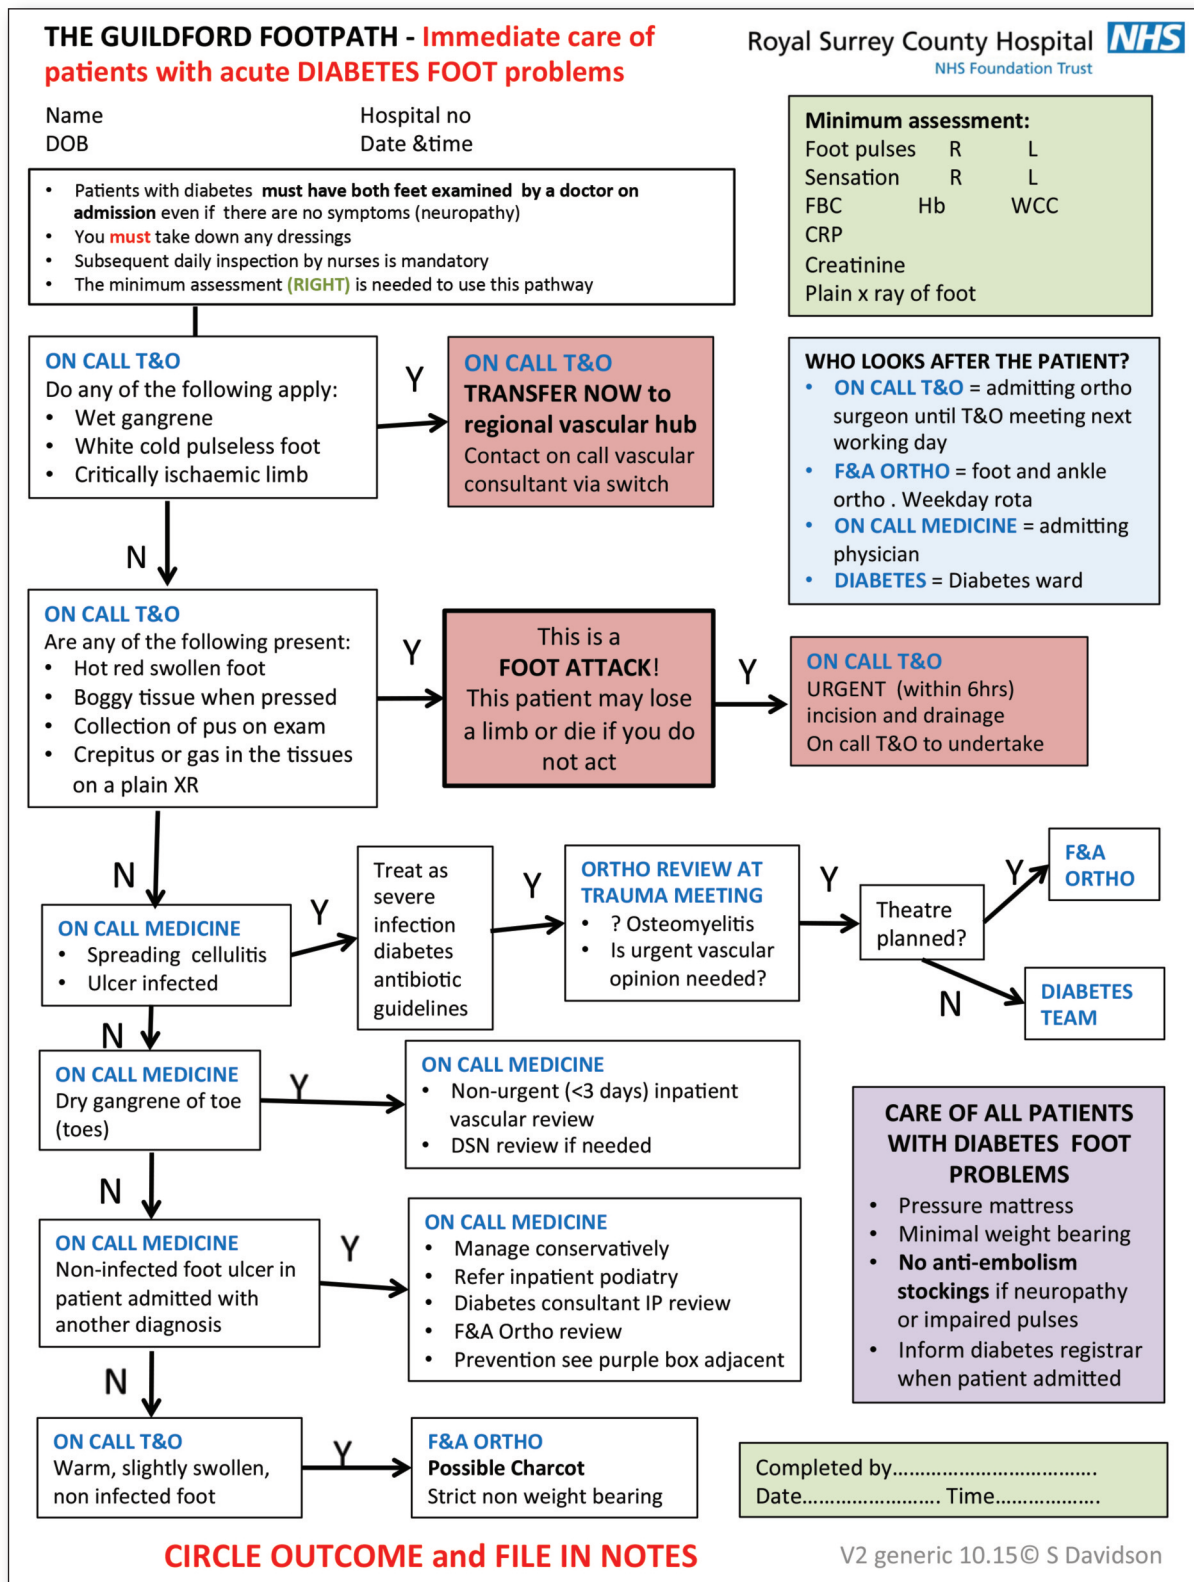 THE GUILDFORD FOOTPATH - Immediate care of
patients with acute DIABETES FOOT problems
Royal Surrey County Hospital NHS
NHS Foundation Trust
Name
Hospital no
DOB
Date &time
• Patients with diabetes must have both feet examined by a doctor on
admission even if there are no symptoms (neuropathy)
• You must take down any dressings
• Subsequent daily inspection by nurses is mandatory
• The minimum assessment (RIGHT) is needed to use this pathway
Minimum assessment:
Foot pulses R L
Sensation R L
FBC Hb WCC
CRP
Creatinine
Plain x ray of foot
ON CALL T&O
Do any of the following apply:
• Wet gangrene
• White cold pulseless foot
• Critically ischaemic limb
Y
ON CALL T&O
TRANSFER NOW to
regional vascular hub
Contact on call vascular
consultant via switch
WHO LOOKS AFTER THE PATIENT?
• ON CALL T&O = admitting ortho
surgeon until T&O meeting next
working day
• F&A ORTHO = foot and ankle
ortho . Weekday rota
• ON CALL MEDICINE = admitting
physician
• DIABETES = Diabetes ward
N
ON CALL T&O
Are any of the following present:
• Hot red swollen foot
• Boggy tissue when pressed
• Collection of pus on exam
• Crepitus or gas in the tissues
on a plain XR
Y
This is a
FOOT ATTACK!
This patient may lose
a limb or die if you do
not act
Y
ON CALL T&O
URGENT (within 6hrs)
incision and drainage
On call T&O to undertake
N
ON CALL MEDICINE
• Spreading cellulitis
• Ulcer infected
Y
Treat as
severe
infection
diabetes
antibiotic
guidelines
Y
ORTHO REVIEW AT
TRAUMA MEETING
• ? Osteomyelitis
• Is urgent vascular
opinion needed?
Y
Theatre
planned?
Y
F&A
ORTHO
N
DIABETES
TEAM
N
ON CALL MEDICINE
Dry gangrene of toe
(toes)
Y
ON CALL MEDICINE
• Non-urgent (<3 days) inpatient
vascular review
• DSN review if needed
CARE OF ALL PATIENTS
WITH DIABETES FOOT
PROBLEMS
• Pressure mattress
• Minimal weight bearing
• No anti-embolism
stockings if neuropathy
or impaired pulses
• Inform diabetes registrar
when patient admitted
N
ON CALL MEDICINE
Non-infected foot ulcer in
patient admitted with
another diagnosis
Y
ON CALL MEDICINE
• Manage conservatively
• Refer inpatient podiatry
• Diabetes consultant IP review
• F&A Ortho review
• Prevention see purple box adjacent
N
ON CALL T&O
Warm, slightly swollen,
non infected foot
Y
F&A ORTHO
Possible Charcot
Strict non weight bearing
Completed by....................................
Date........................ Time...................
CIRCLE OUTCOME and FILE IN NOTES
V2 generic 10.15© S Davidson